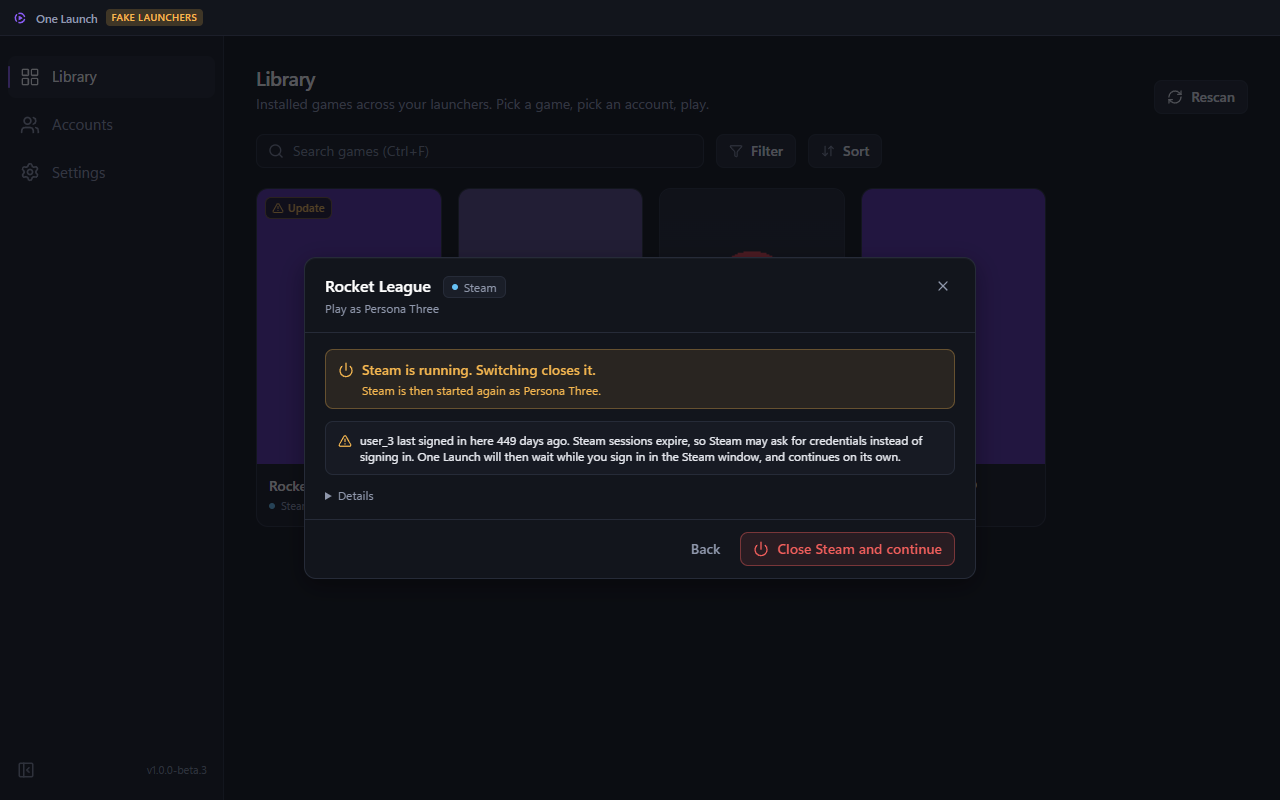 One Launch FAKE LAUNCHERS
Library
Accounts
Settings
v1.0.0-beta.3
Library
Installed games across your launchers. Pick a game, pick an account, play.
Rescan
Search games (Ctrl+F)
Filter
Sort
Update
Rocket League
Steam
Play as Persona Three
Steam is running. Switching closes it.
Steam is then started again as Persona Three.
user_3 last signed in here 449 days ago. Steam sessions expire, so Steam may ask for credentials instead of
signing in. One Launch will then wait while you sign in in the Steam window, and continues on its own.
Details
Back
Close Steam and continue